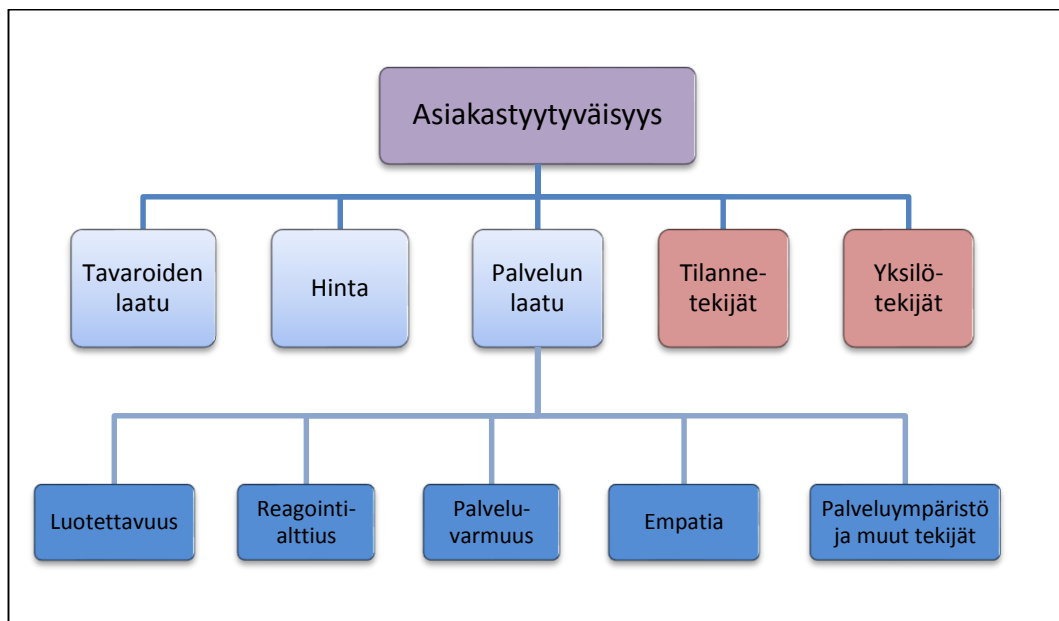 Asiakastyytyväisyys
Tavaroiden
laatu
Hinta
Palvelun
laatu
Tilanne-
tekijät
Yksilö-
tekijät
Luotettavuus
Reagointi-
alttius
Palvelu-
varmuus
Empatia
Palveluympäristö
ja muut tekijät